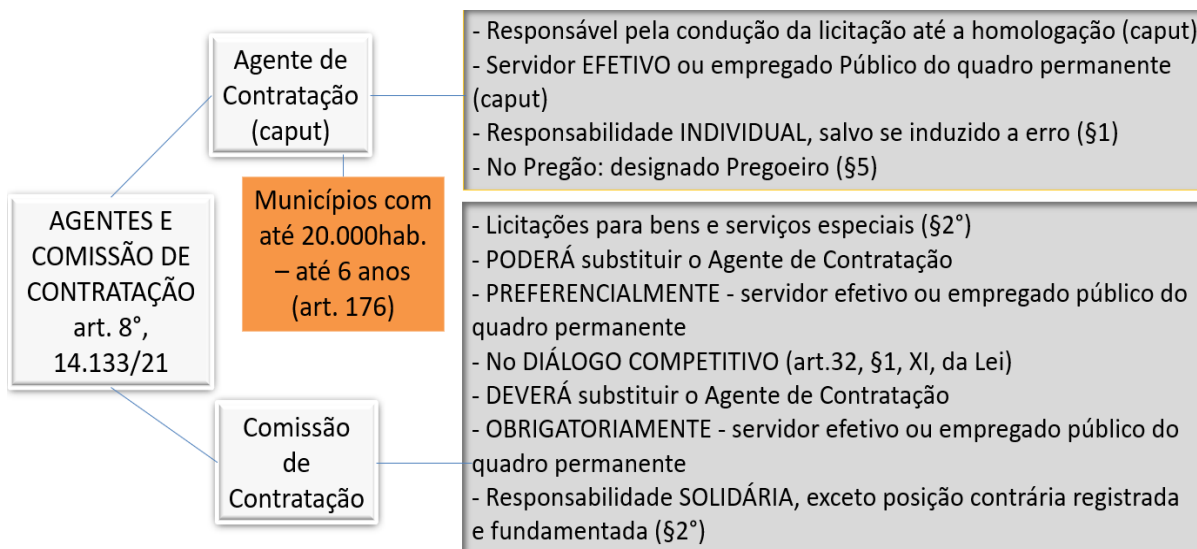 AGENTES E
COMISSÃO DE
CONTRATAÇÃO
art. 8°,
14.133/21
Agente de
Contratação
(caput)
Municípios com
até 20.000hab.
– até 6 anos
(art. 176)
- Responsável pela condução da licitação até a homologação (caput)
- Servidor EFETIVO ou empregado Público do quadro permanente
(caput)
- Responsabilidade INDIVIDUAL, salvo se induzido a erro (§1)
- No Pregão: designado Pregoeiro (§5)
Comissão
de
Contratação
- Licitações para bens e serviços especiais (§2°)
- PODERÁ substituir o Agente de Contratação
- PREFERENCIALMENTE - servidor efetivo ou empregado público do
quadro permanente
- No DIÁLOGO COMPETITIVO (art.32, §1, XI, da Lei)
- DEVERÁ substituir o Agente de Contratação
- OBRIGATORIAMENTE - servidor efetivo ou empregado público do
quadro permanente
- Responsabilidade SOLIDÁRIA, exceto posição contrária registrada
e fundamentada (§2°)